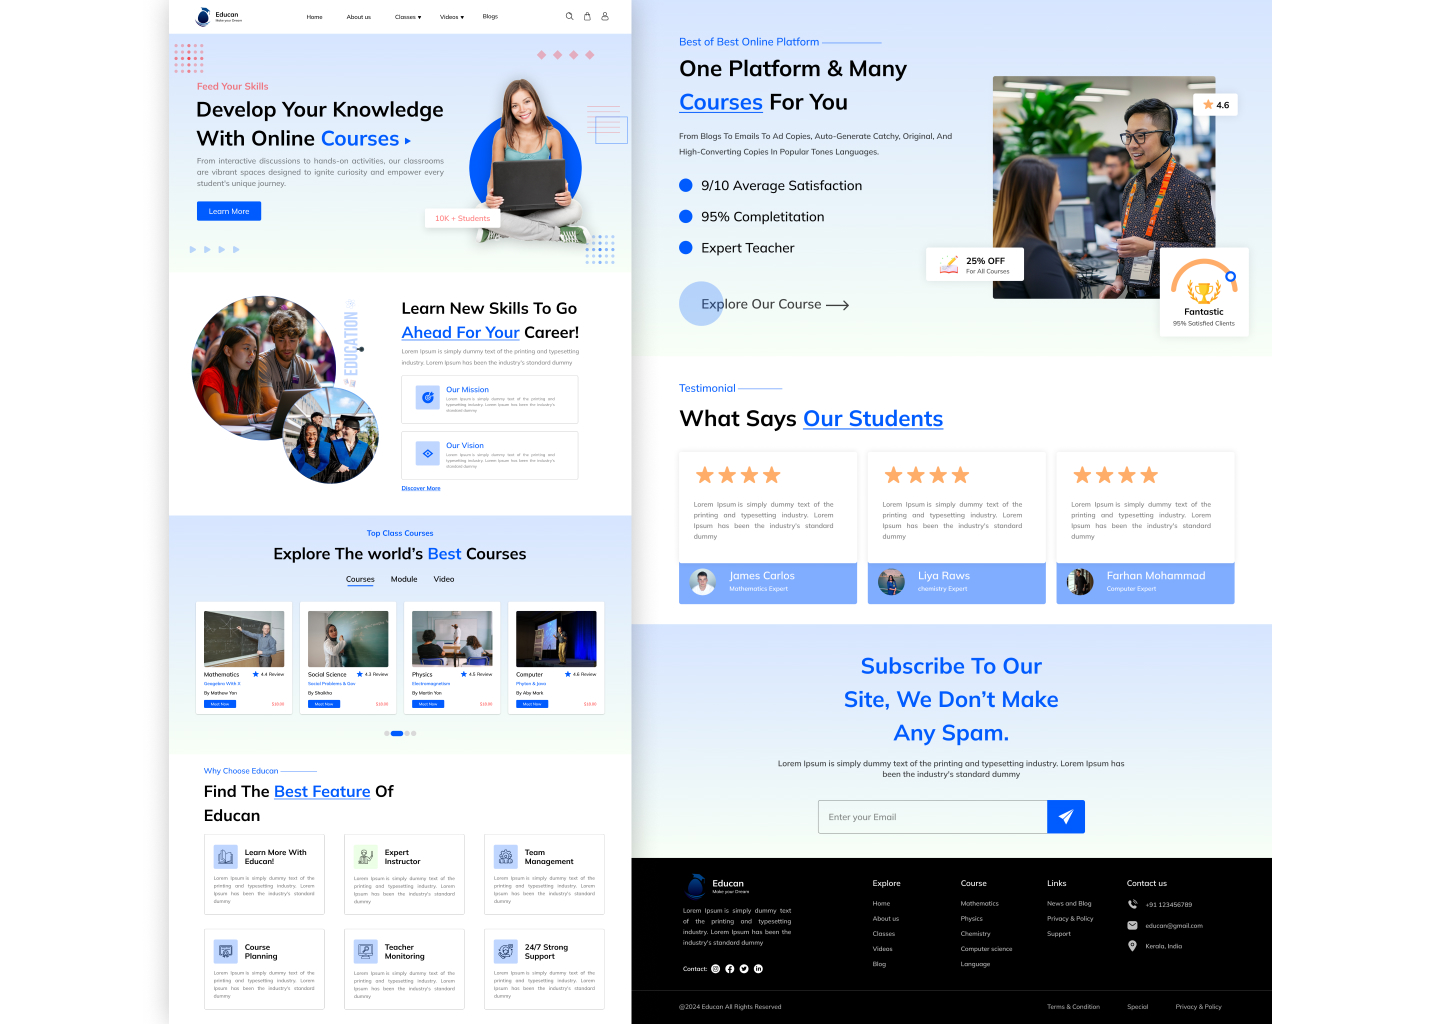 Educan
Make your Dream
Home
About us
Classes
Videos
Blogs
Feed Your Skills
Develop Your Knowledge
With Online Courses
From interactive discussions to hands-on activities, our classrooms
are vibrant spaces designed to ignite curiosity and empower every
student's unique journey.
Learn More
10K + Students
EDUCATION
Learn New Skills To Go
Ahead For Your Career!
Lorem Ipsum is simply dummy text of the printing and typesetting
industry. Lorem Ipsum has been the industry's standard dummy
Our Mission
Lorem Ipsum is simply dummy text of the printing and
typesetting industry. Lorem Ipsum has been the industry's
standard dummy
Our Vision
Lorem Ipsum is simply dummy text of the printing and
typesetting industry. Lorem Ipsum has been the industry's
standard dummy
Discover More
Top Class Courses
Explore The world's Best Courses
Courses
Module
Video
Mathematics
4.4 Review
Geogebra With 5
By Mathew Yan
Meet Now
$18.00
Social Science
4.3 Review
Social Problems & Gov
By Shaikha
Meet Now
$18.00
Physics
4.5 Review
Electromagnetism
By Martin Yan
Meet Now
$18.00
Computer
4.6 Review
Phyton & Java
By Aby Mark
Meet Now
$18.00
Why Choose Educan
Find The Best Feature Of
Educan
Learn More With
Educan!
Lorem Ipsum is simply dummy text of the
printing and typesetting industry. Lorem
Ipsum has been the industry's standard
dummy
Expert
Instructor
Lorem Ipsum is simply dummy text of the
printing and typesetting industry. Lorem
Ipsum has been the industry's standard
dummy
Team
Management
Lorem Ipsum is simply dummy text of the
printing and typesetting industry. Lorem
Ipsum has been the industry's standard
dummy
Course
Planning
Lorem Ipsum is simply dummy text of the
printing and typesetting industry. Lorem
Ipsum has been the industry's standard
dummy
Teacher
Monitoring
Lorem Ipsum is simply dummy text of the
printing and typesetting industry. Lorem
Ipsum has been the industry's standard
dummy
24/7 Strong
Support
Lorem Ipsum is simply dummy text of the
printing and typesetting industry. Lorem
Ipsum has been the industry's standard
dummy
Best of Best Online Platform
One Platform & Many
Courses For You
From Blogs To Emails To Ad Copies, Auto-Generate Catchy, Original, And
High-Converting Copies In Popular Tones Languages.
9/10 Average Satisfaction
95% Completitation
Expert Teacher
Explore Our Course
4.6
25% OFF
For All Courses
Fantastic
95% Satisfied Clients
Testimonial
What Says Our Students
Lorem Ipsum is simply dummy text of the
printing and typesetting industry. Lorem
Ipsum has been the industry's standard
dummy
James Carlos
Mathematics Expert
Lorem Ipsum is simply dummy text of the
printing and typesetting industry. Lorem
Ipsum has been the industry's standard
dummy
Liya Raws
chemistry Expert
Lorem Ipsum is simply dummy text of the
printing and typesetting industry. Lorem
Ipsum has been the industry's standard
dummy
Farhan Mohammad
Computer Expert
Subscribe To Our
Site, We Don't Make
Any Spam.
Lorem Ipsum is simply dummy text of the printing and typesetting industry. Lorem Ipsum has
been the industry's standard dummy
Enter your Email
Educan
Make your Dream
Lorem Ipsum is simply dummy text
of the printing and typesetting
industry. Lorem Ipsum has been the
industry's standard dummy
Contact:
Explore
Home
About us
Classes
Videos
Blog
Course
Mathematics
Physics
Chemistry
Computer science
Language
Links
News and Blog
Privacy & Policy
Support
Contact us
+91 123456789
educan@gmail.com
Kerala, India
@2024 Educan All Rights Reserved
Terms & Condition
Special
Privacy & Policy